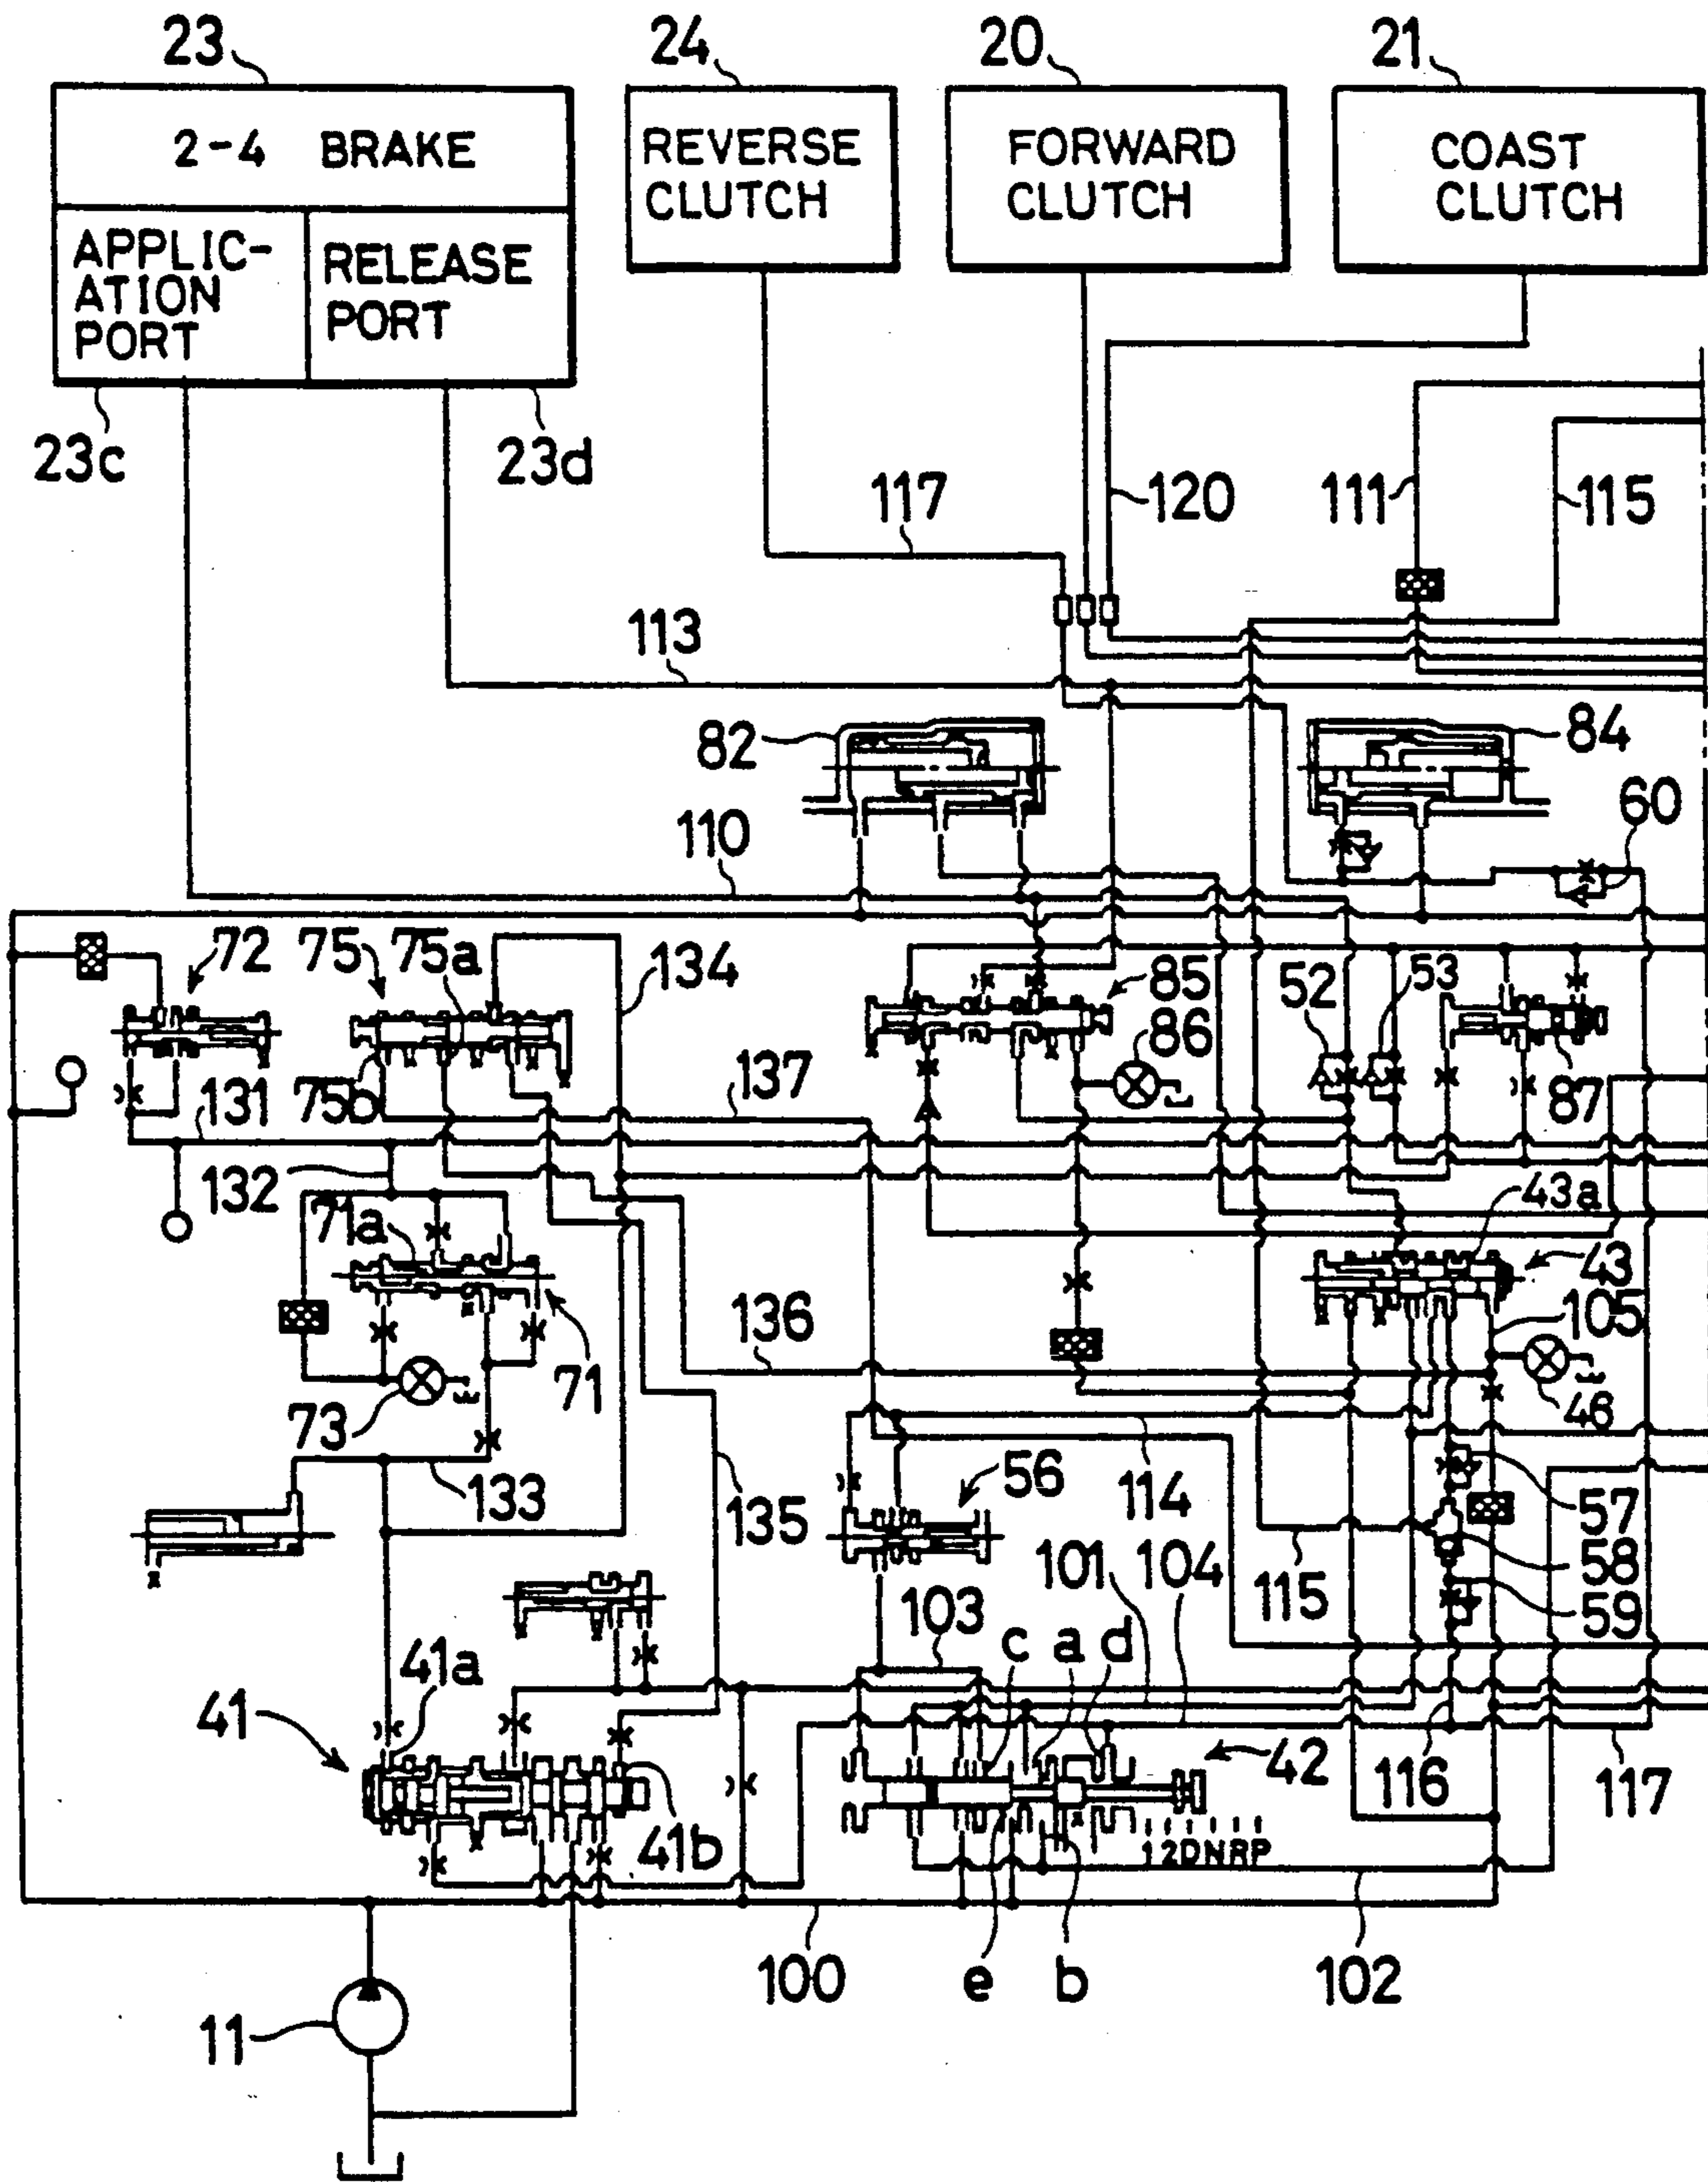 23
24
20
21
2-4 BRAKE
APPLIC-
ATION
PORT
RELEASE
PORT
REVERSE
CLUTCH
FORWARD
CLUTCH
COAST
CLUTCH
23c
23d
117
120
111
115
113
82
84
60
110
72
75
75a
134
85
52
53
86
75b
137
87
131
132
71a
43a
43
105
136
71
73
46
133
135
56
114
57
58
115
59
101
104
103
c
a
d
41a
41
42
116
117
41b
1 2 D N R P
100
e
b
102
11